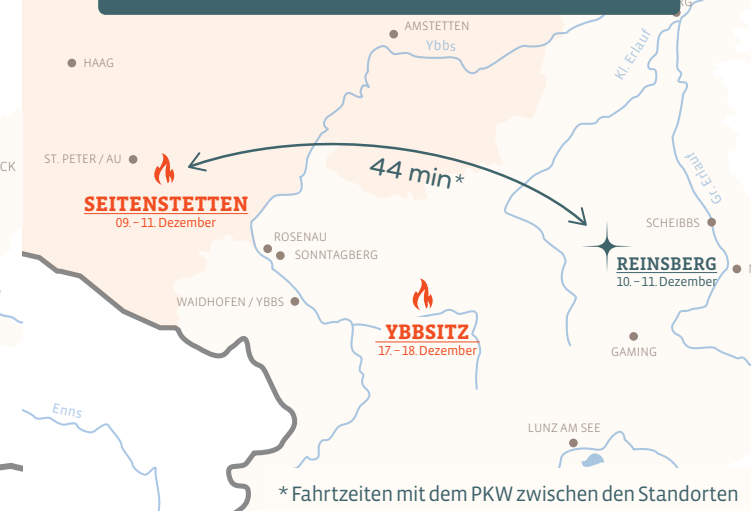 AMSTETTEN
Ybbs
HAAG
Kl. Erlauf
ST. PETER / AU
44 min*
Gr. Erlauf
SEITENSTETTEN
09. – 11. Dezember
SCHEIBBS
ROSENAU
SONNTAGBERG
REINSBERG
10. – 11. Dezember
WAIDHOFEN / YBBS
YBBSITZ
17. – 18. Dezember
GAMING
Enns
LUNZ AM SEE
* Fahrtzeiten mit dem PKW zwischen den Standorten